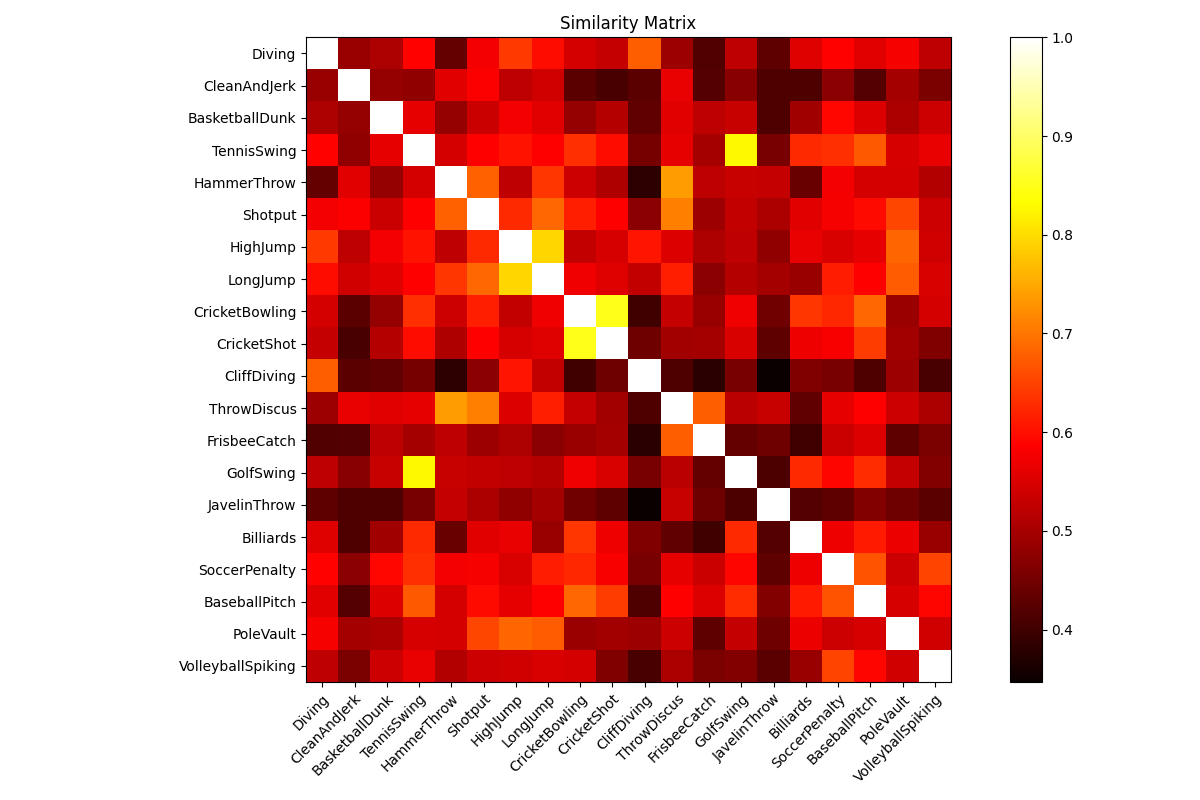 Similarity Matrix
Diving
CleanAndJerk
BasketballDunk
TennisSwing
HammerThrow
Shotput
HighJump
LongJump
CricketBowling
CricketShot
CliffDiving
ThrowDiscus
FrisbeeCatch
GolfSwing
JavelinThrow
Billiards
SoccerPenalty
BaseballPitch
PoleVault
VolleyballSpiking
Diving
CleanAndJerk
BasketballDunk
TennisSwing
HammerThrow
Shotput
HighJump
LongJump
CricketBowling
CricketShot
CliffDiving
ThrowDiscus
FrisbeeCatch
GolfSwing
JavelinThrow
Billiards
SoccerPenalty
BaseballPitch
PoleVault
VolleyballSpiking
1.0
0.9
0.8
0.7
0.6
0.5
0.4